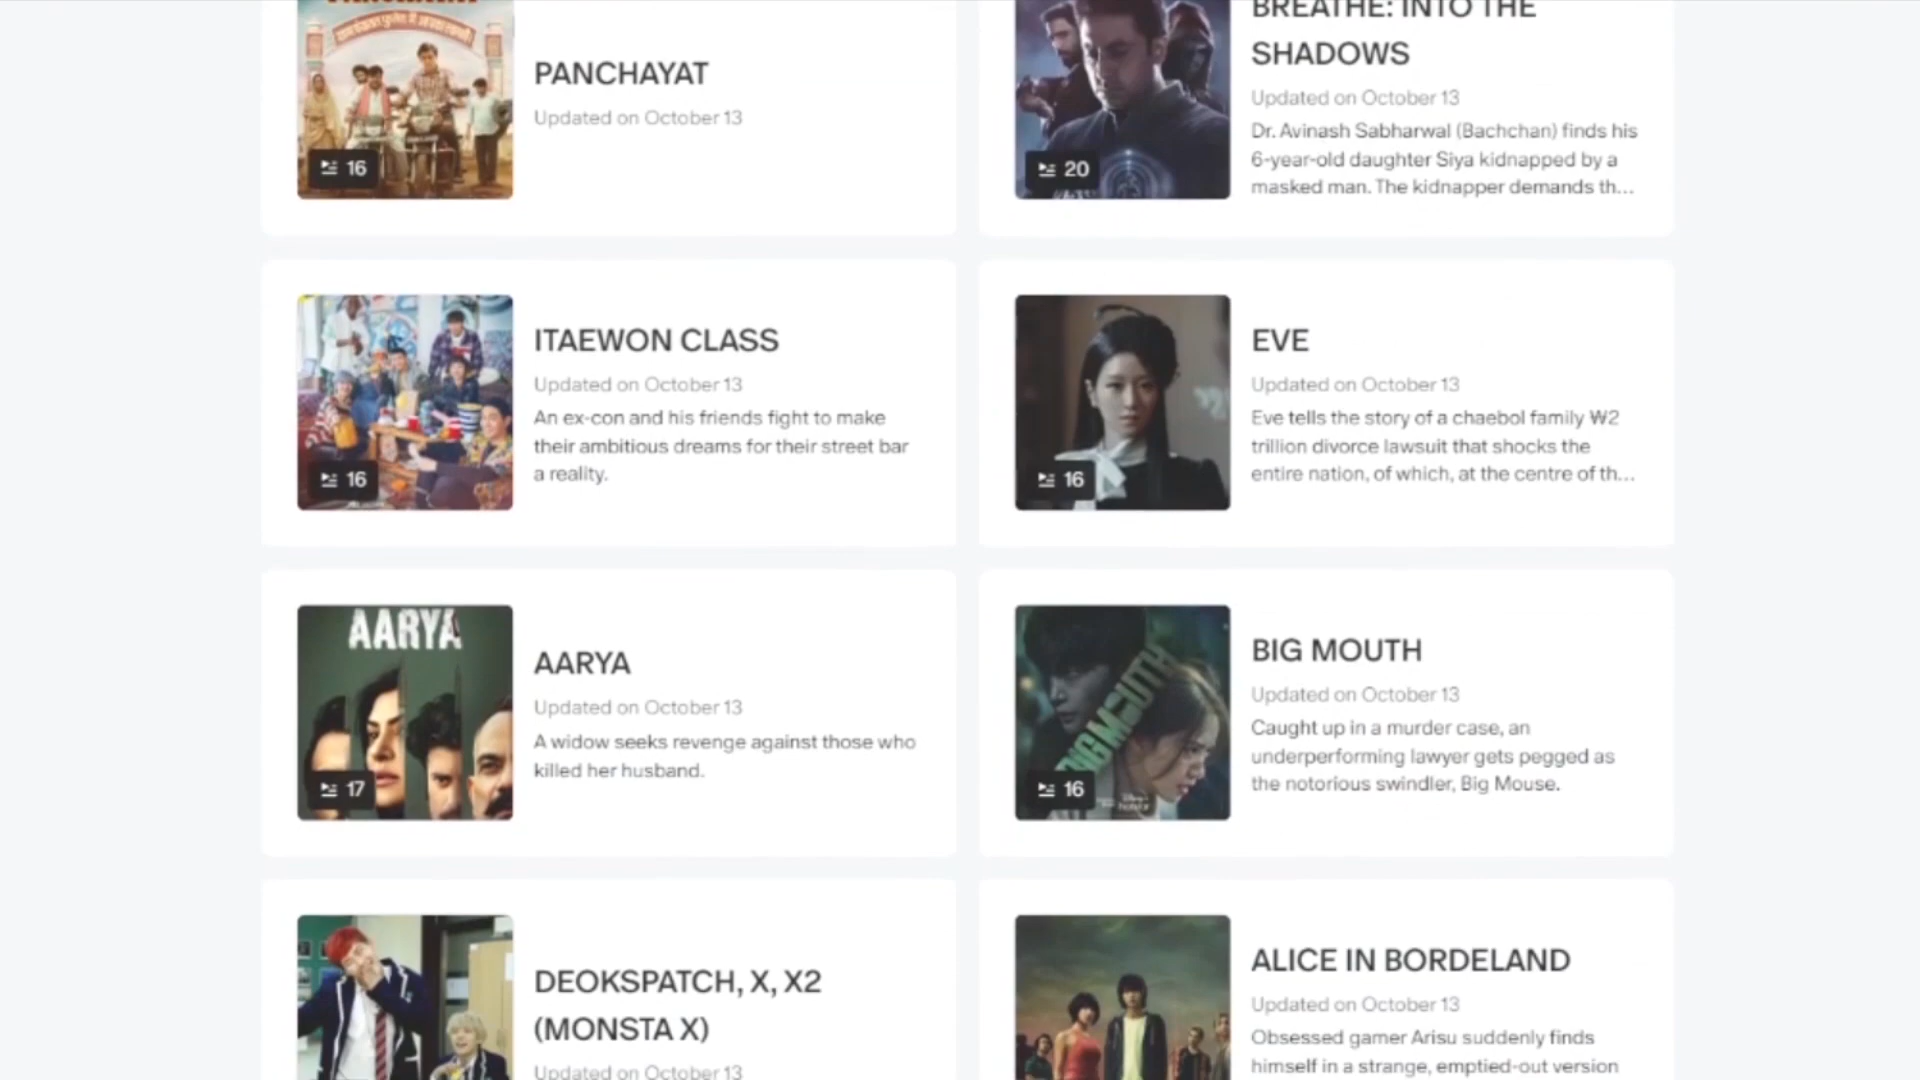 PANCHAYAT
Updated on October 13
16
BREATHE: INTO THE
SHADOWS
Updated on October 13
Dr. Avinash Sabharwal (Bachchan) finds his
6-year-old daughter Siya kidnapped by a
masked man. The kidnapper demands th...
20
ITAEWON CLASS
Updated on October 13
An ex-con and his friends fight to make
their ambitious dreams for their street bar
a reality.
16
EVE
Updated on October 13
Eve tells the story of a chaebol family ₩2
trillion divorce lawsuit that shocks the
entire nation, of which, at the centre of th...
16
AARYA
AARYA
Updated on October 13
A widow seeks revenge against those who
killed her husband.
17
BIGMOUTH
BIG MOUTH
Updated on October 13
Caught up in a murder case, an
underperforming lawyer gets pegged as
the notorious swindler, Big Mouse.
16
DEOKSPATCH, X, X2
(MONSTA X)
Updated on October 13
ALICE IN BORDELAND
Updated on October 13
Obsessed gamer Arisu suddenly finds
himself in a strange, emptied-out version